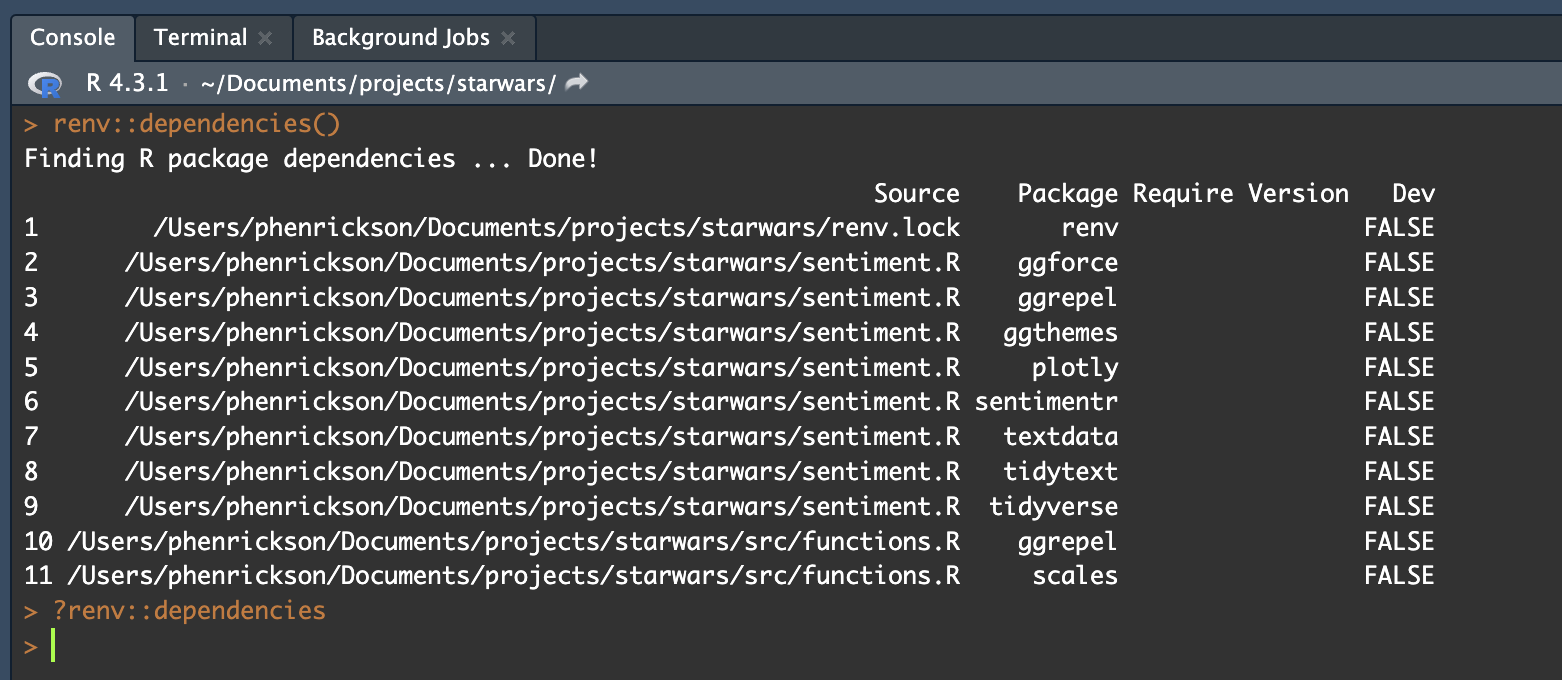 Console Terminal × Background Jobs ×
R 4.3.1 · ~/Documents/projects/starwars/
> renv::dependencies()
Finding R package dependencies ... Done!
Source Package Require Version Dev
1 /Users/phenrickson/Documents/projects/starwars/renv.lock renv FALSE
2 /Users/phenrickson/Documents/projects/starwars/sentiment.R ggforce FALSE
3 /Users/phenrickson/Documents/projects/starwars/sentiment.R ggrepel FALSE
4 /Users/phenrickson/Documents/projects/starwars/sentiment.R ggthemes FALSE
5 /Users/phenrickson/Documents/projects/starwars/sentiment.R plotly FALSE
6 /Users/phenrickson/Documents/projects/starwars/sentiment.R sentimentr FALSE
7 /Users/phenrickson/Documents/projects/starwars/sentiment.R textdata FALSE
8 /Users/phenrickson/Documents/projects/starwars/sentiment.R tidytext FALSE
9 /Users/phenrickson/Documents/projects/starwars/sentiment.R tidyverse FALSE
10 /Users/phenrickson/Documents/projects/starwars/src/functions.R ggrepel FALSE
11 /Users/phenrickson/Documents/projects/starwars/src/functions.R scales FALSE
> ?renv::dependencies
>